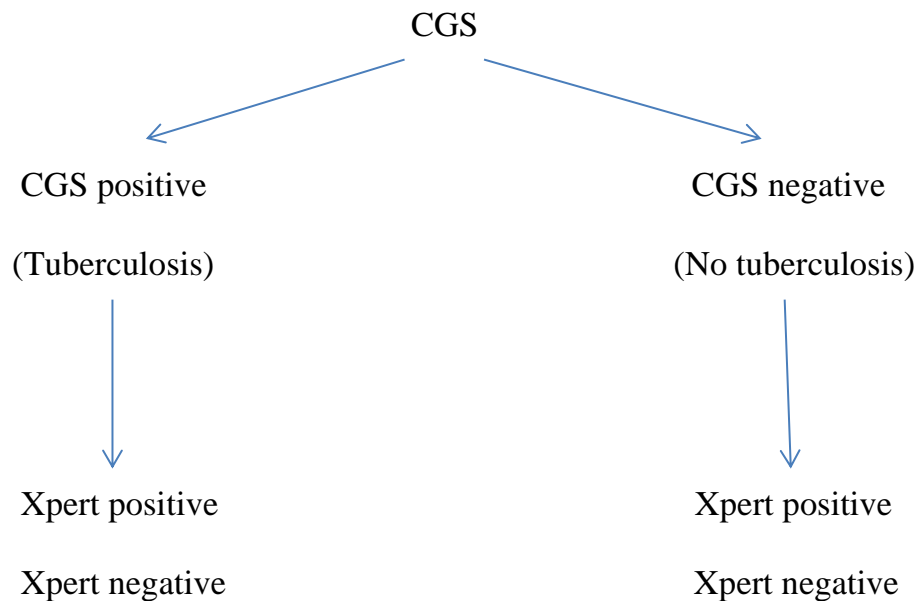 CGS
CGS positive
CGS negative
(Tuberculosis)
(No tuberculosis)
Xpert positive
Xpert positive
Xpert negative
Xpert negative